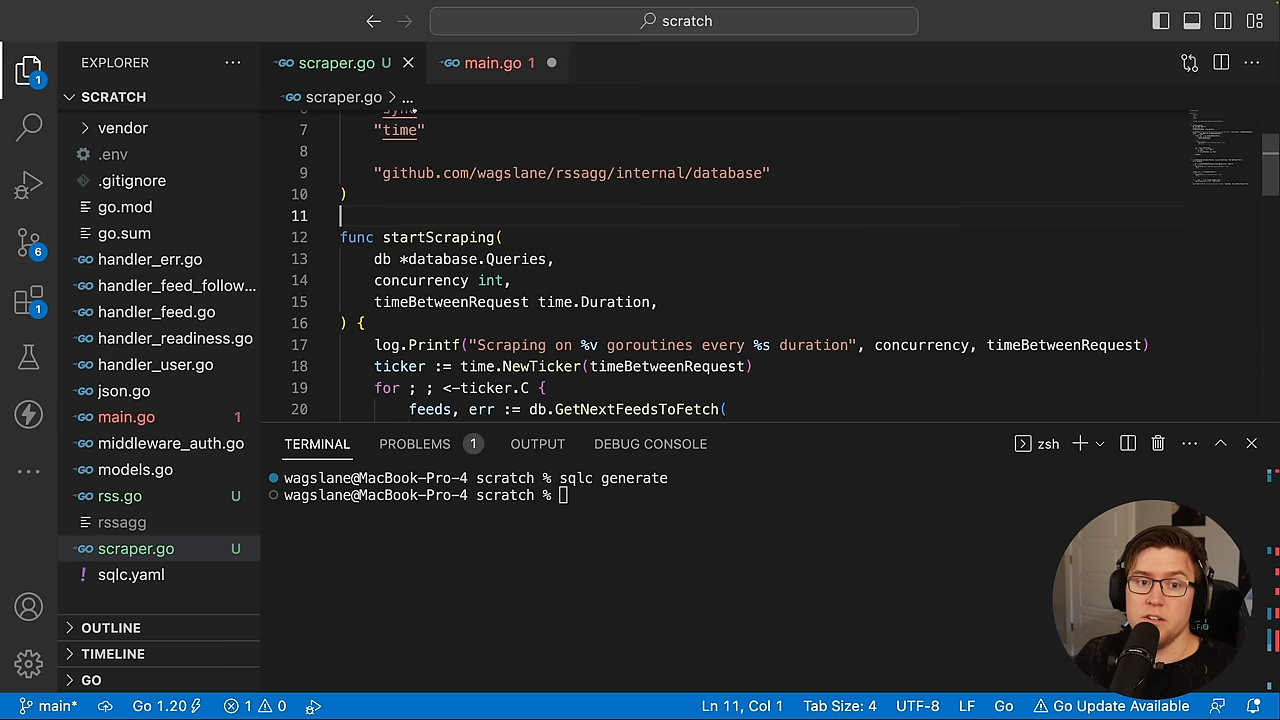 scratch
EXPLORER
scraper.go U
main.go 1
SCRATCH
scraper.go > ...
vendor
.env
.gitignore
go.mod
go.sum
handler_err.go
handler_feed_follow...
handler_feed.go
handler_readiness.go
handler_user.go
json.go
main.go 1
middleware_auth.go
models.go
rss.go U
rssagg
scraper.go U
sqlc.yaml
OUTLINE
TIMELINE
GO
1
6
1
6 "sync
7 "time"
8
9 "github.com/wagslane/rssagg/internal/database"
10 )
11
12 func startScraping(
13 db *database.Queries,
14 concurrency int,
15 timeBetweenRequest time.Duration,
16 ) {
17 log.Printf("Scraping on %v goroutines every %s duration", concurrency, timeBetweenRequest)
18 ticker := time.NewTicker(timeBetweenRequest)
19 for ; ; <-ticker.C {
20 feeds, err := db.GetNextFeedsToFetch(
TERMINAL PROBLEMS 1 OUTPUT DEBUG CONSOLE zsh
wagslane@MacBook-Pro-4 scratch % sqlc generate
wagslane@MacBook-Pro-4 scratch %
main* Go 1.20 1 0 Ln 11, Col 1 Tab Size: 4 UTF-8 LF Go Go Update Available